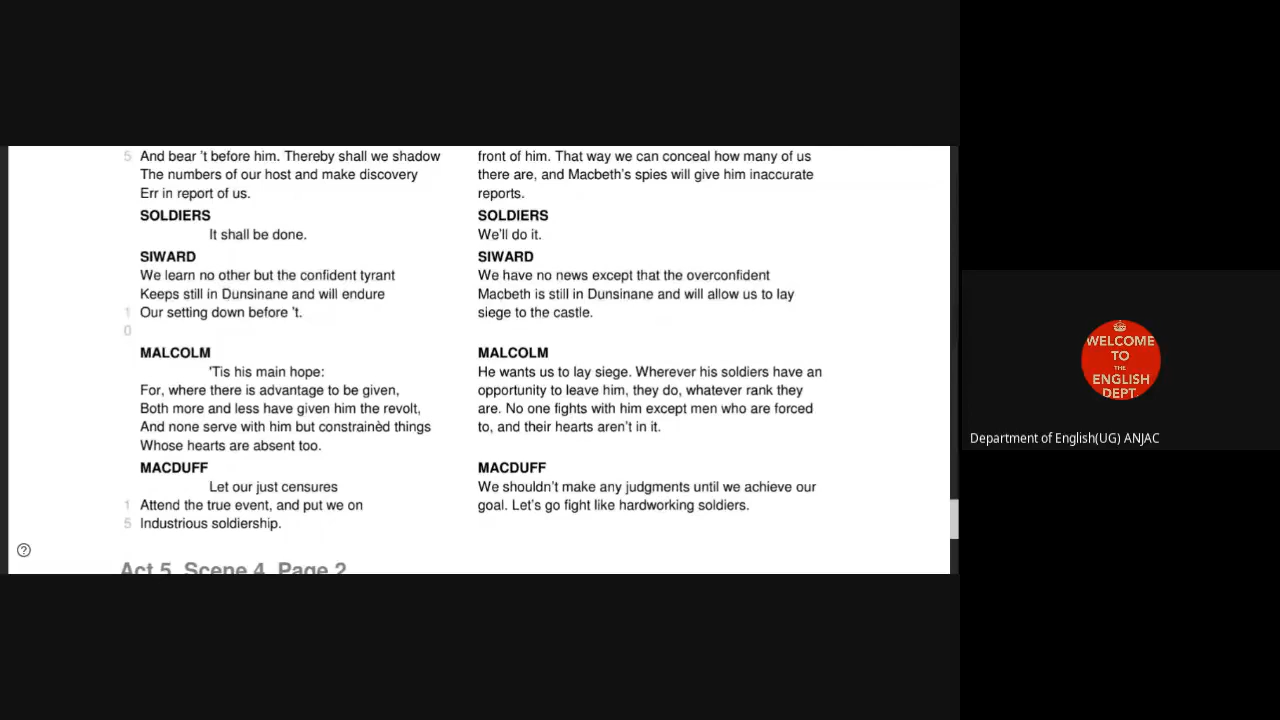 5 And bear 't before him. Thereby shall we shadow
The numbers of our host and make discovery
Err in report of us.
SOLDIERS
It shall be done.
SIWARD
We learn no other but the confident tyrant
Keeps still in Dunsinane and will endure
10 Our setting down before 't.
MALCOLM
'Tis his main hope:
For, where there is advantage to be given,
Both more and less have given him the revolt,
And none serve with him but constrainèd things
Whose hearts are absent too.
MACDUFF
Let our just censures
15 Attend the true event, and put we on
Industrious soldiership.
front of him. That way we can conceal how many of us
there are, and Macbeth's spies will give him inaccurate
reports.
SOLDIERS
We'll do it.
SIWARD
We have no news except that the overconfident
Macbeth is still in Dunsinane and will allow us to lay
siege to the castle.
MALCOLM
He wants us to lay siege. Wherever his soldiers have an
opportunity to leave him, they do, whatever rank they
are. No one fights with him except men who are forced
to, and their hearts aren't in it.
MACDUFF
We shouldn't make any judgments until we achieve our
goal. Let's go fight like hardworking soldiers.
Act 5, Scene 4, Page 2
WELCOME
TO
THE
ENGLISH
DEPT.
Department of English(UG) ANJAC